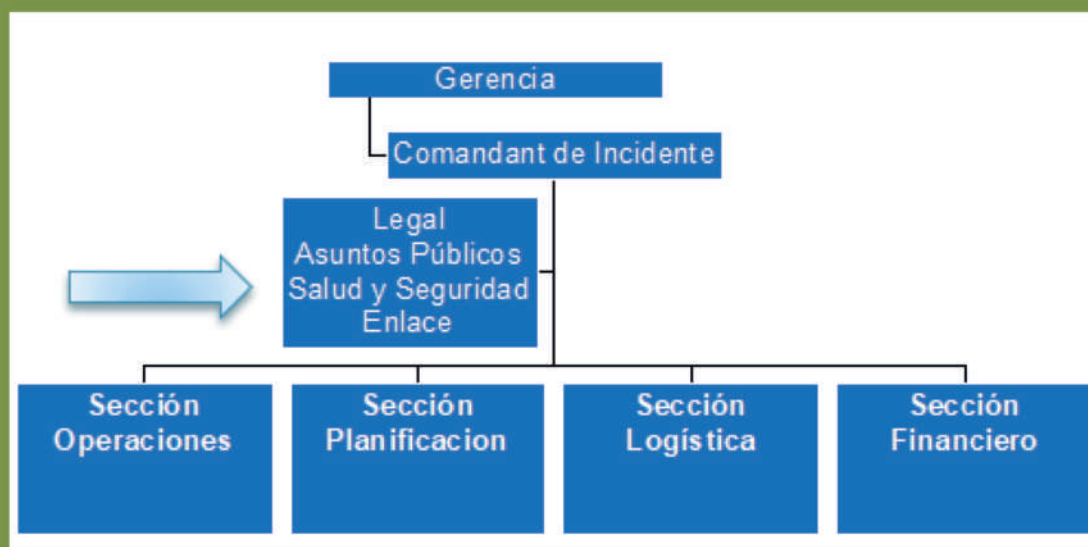 Gerencia
Comandant de Incidente
Legal
Asuntos Públicos
Salud y Seguridad
Enlace
Sección
Operaciones
Sección
Planificacion
Sección
Logística
Sección
Financiero